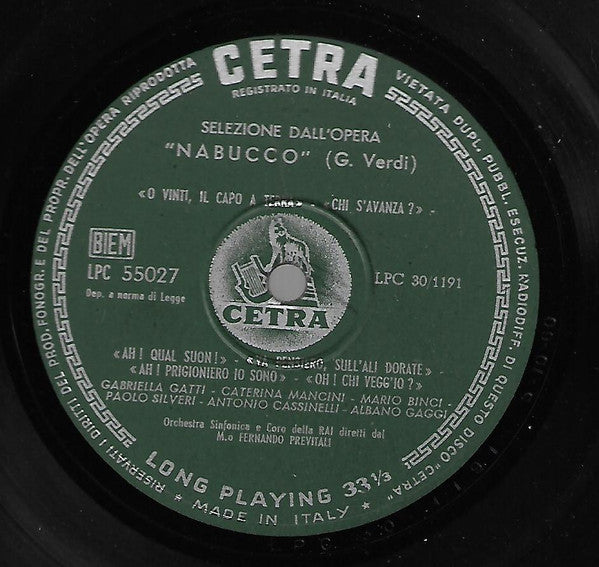 CETRA
REGISTRATO IN ITALIA
RISERVATI I DIRITTI DEL PROD. FONOGR. E DEL PROPR. DELL'OPERA RIPRODOTTA
VIETATA DUPL. PUBBL. ESECUZ. RADIODIFF. DI QUESTO DISCO "CETRA"
SELEZIONE DALL'OPERA
"NABUCCO" (G. Verdi)
«O VINTI, IL CAPO A TERRA» - «CHI S'AVANZA?» -
BIEM
LPC 55027
Dep. a norma di Legge
LPC 30/1191
CETRA
«AH! QUAL SUON!» - «VA PENSIERO, SULL'ALI DORATE» -
«AH! PRIGIONIERO IO SONO» - «OH! CHI VEGG'IO?»
GABRIELLA GATTI - CATERINA MANCINI - MARIO BINCI -
PAOLO SILVERI - ANTONIO CASSINELLI - ALBANO GAGGI
Orchestra Sinfonica e Coro della RAI diretti dal
M.o FERNANDO PREVITALI
LONG PLAYING 33 1/3
★ MADE IN ITALY ★